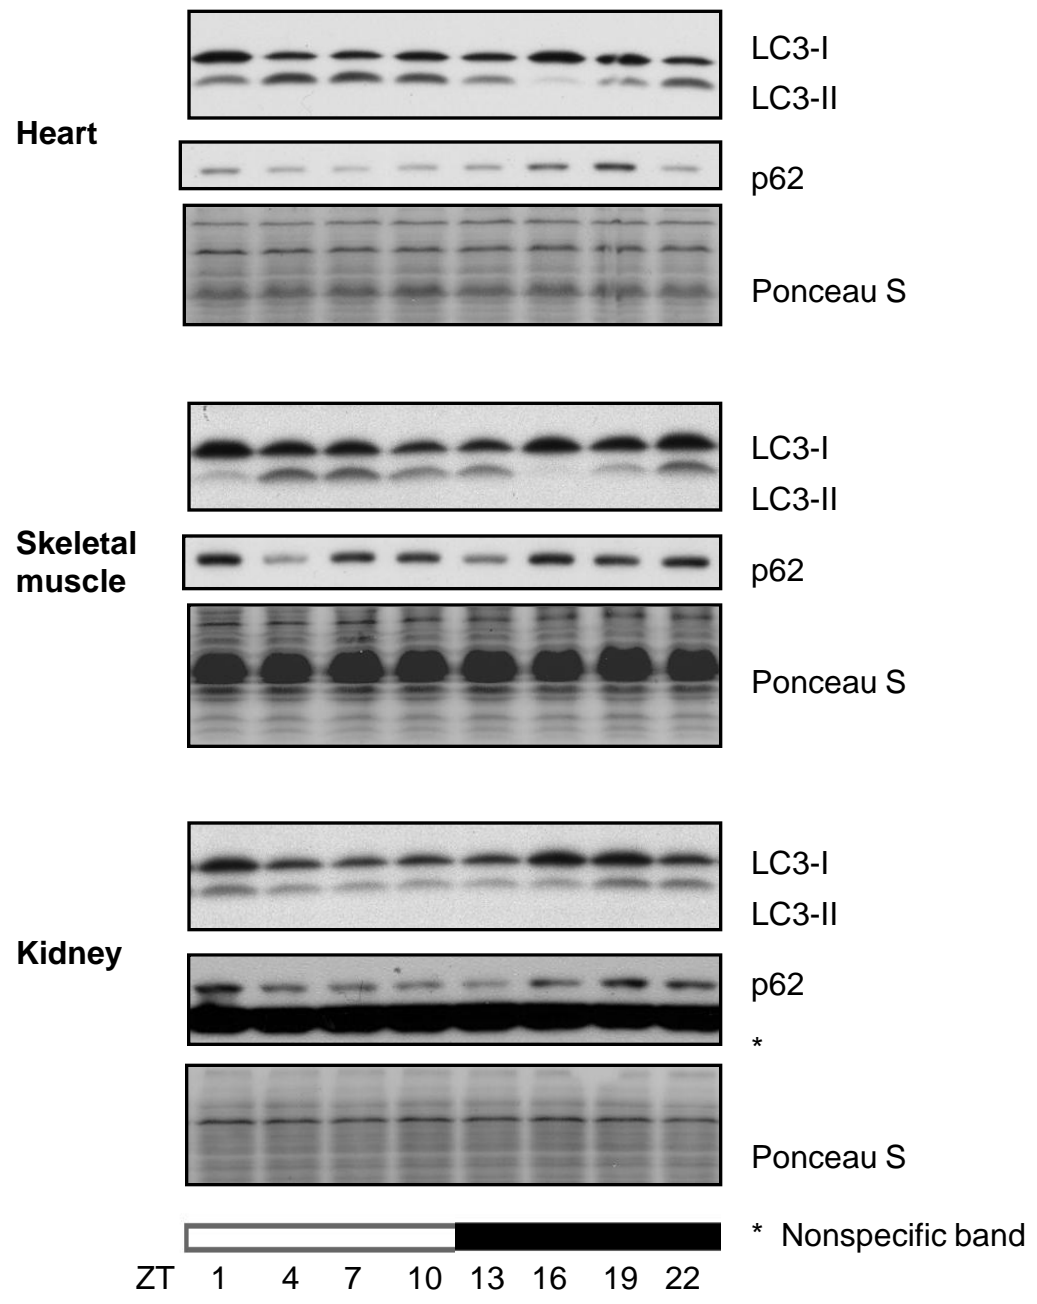 LC3-I
LC3-II
Heart
p62
Ponceau S
LC3-I
LC3-II
Skeletal
muscle
p62
Ponceau S
LC3-I
LC3-II
Kidney
p62
*
Ponceau S
* Nonspecific band
ZT 1 4 7 10 13 16 19 22